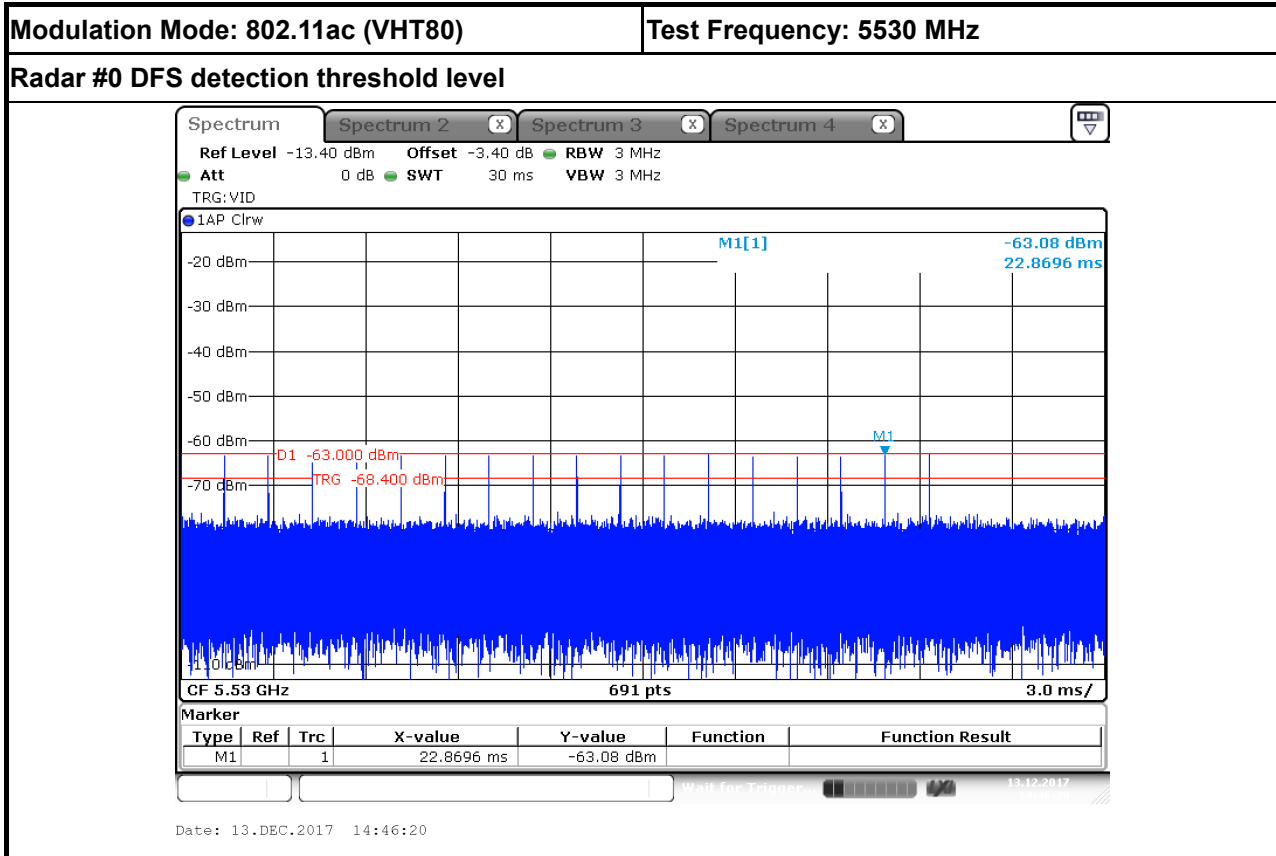 Modulation Mode: 802.11ac (VHT80) Test Frequency: 5530 MHz
Radar #0 DFS detection threshold level
Spectrum Spectrum 2 X Spectrum 3 X Spectrum 4 X
Ref Level -13.40 dBm Offset -3.40 dB RBW 3 MHz
Att 0 dB SWT 30 ms VBW 3 MHz
TRG:VID
1AP Clrw
M1[1] -63.08 dBm
22.8696 ms
-20 dBm
-30 dBm
-40 dBm
-50 dBm
-60 dBm
M1
D1 -63.000 dBm
TRG -68.400 dBm
-70 dBm
-110 dBm
CF 5.53 GHz 691 pts 3.0 ms/
Marker
Type Ref Trc X-value Y-value Function Function Result
M1 1 22.8696 ms -63.08 dBm
Wait for Trigger... 13.12.2017
Date: 13.DEC.2017 14:46:20